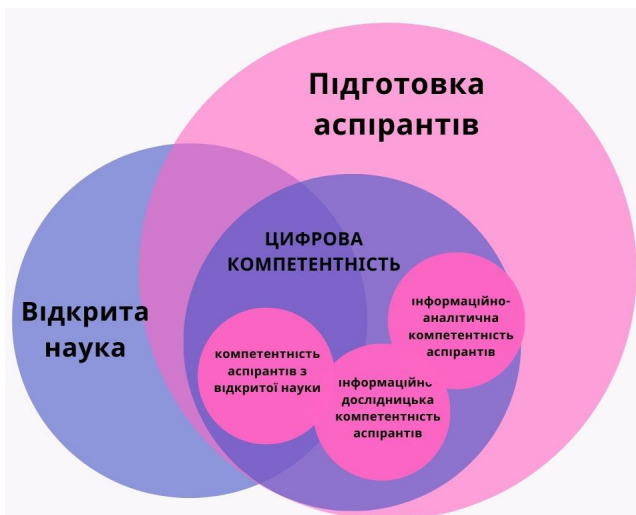 Підготовка
аспірантів
ЦИФРОВА
КОМПЕТЕНТНІСТЬ
Відкрита
наука
інформаційно-
аналітична
компетентність
аспірантів
компетентність
аспірантів з
відкритої науки
інформаційно
дослідницька
компетентність
аспірантів